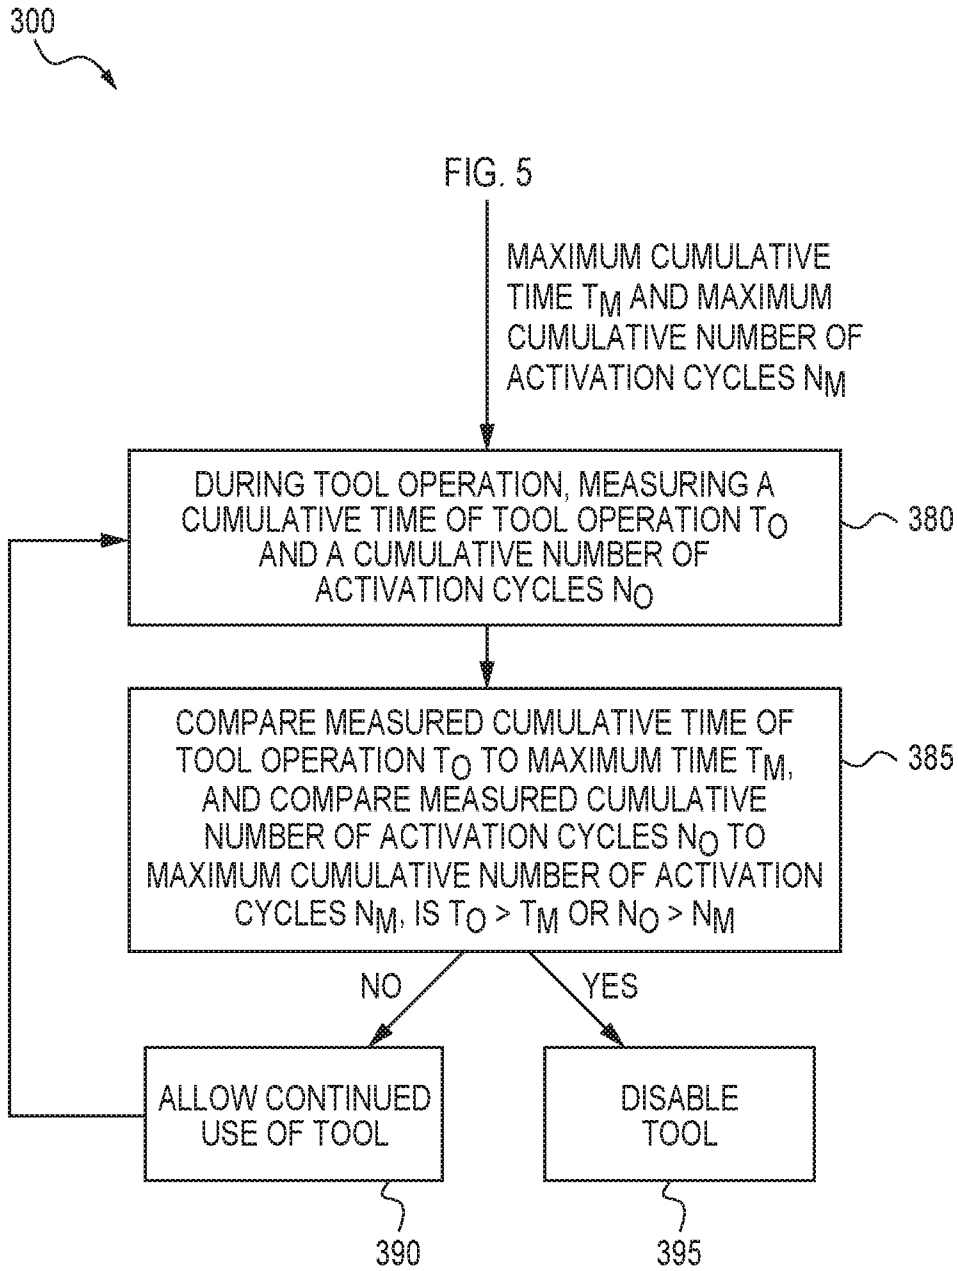 300
FIG. 5
MAXIMUM CUMULATIVE
TIME TM AND MAXIMUM
CUMULATIVE NUMBER OF
ACTIVATION CYCLES NM
DURING TOOL OPERATION, MEASURING A
CUMULATIVE TIME OF TOOL OPERATION TO
AND A CUMULATIVE NUMBER OF
ACTIVATION CYCLES NO
380
COMPARE MEASURED CUMULATIVE TIME OF
TOOL OPERATION TO TO MAXIMUM TIME TM,
AND COMPARE MEASURED CUMULATIVE
NUMBER OF ACTIVATION CYCLES NO TO
MAXIMUM CUMULATIVE NUMBER OF ACTIVATION
CYCLES NM, IS TO > TM OR NO > NM
385
NO
YES
ALLOW CONTINUED
USE OF TOOL
DISABLE
TOOL
390
395